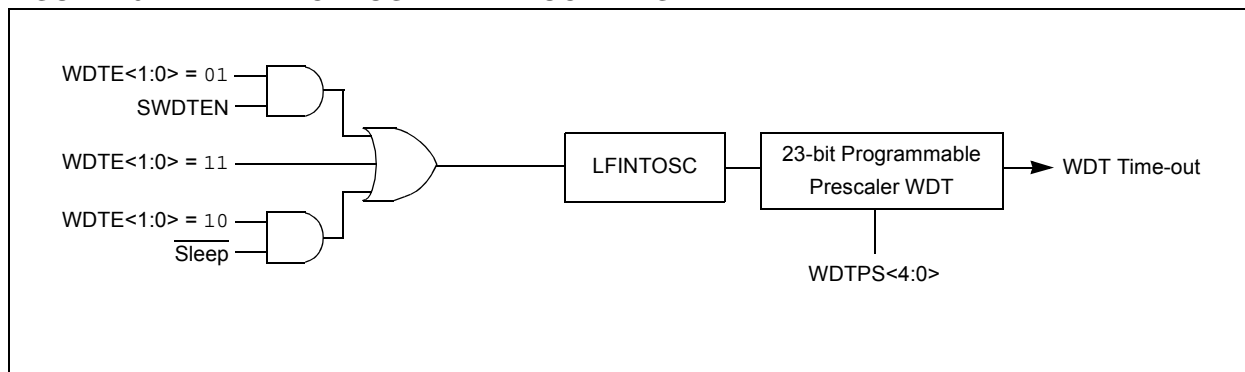 WDTE<1:0> = 01
SWDTEN
WDTE<1:0> = 11
WDTE<1:0> = 10
Sleep
LFINTOSC
23-bit Programmable
Prescaler WDT
WDT Time-out
WDTPS<4:0>